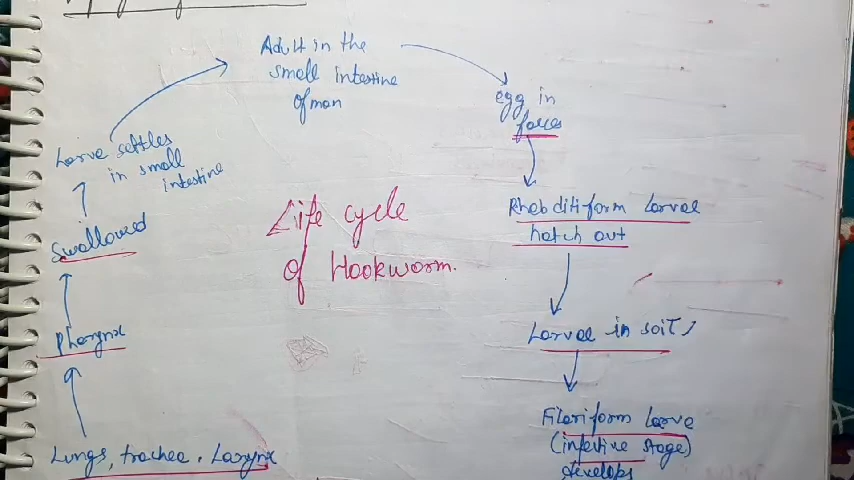 Adult in the
small intestine
of man
egg in
faeces
Rhabditiform larvae
hatch out
Larvae in soil
Filariform larvae
(infective stage)
develops
Life cycle
of Hookworm.
Larvae settles
in small
intestine
Swallowed
Pharynx
Lungs, trachea, Larynx